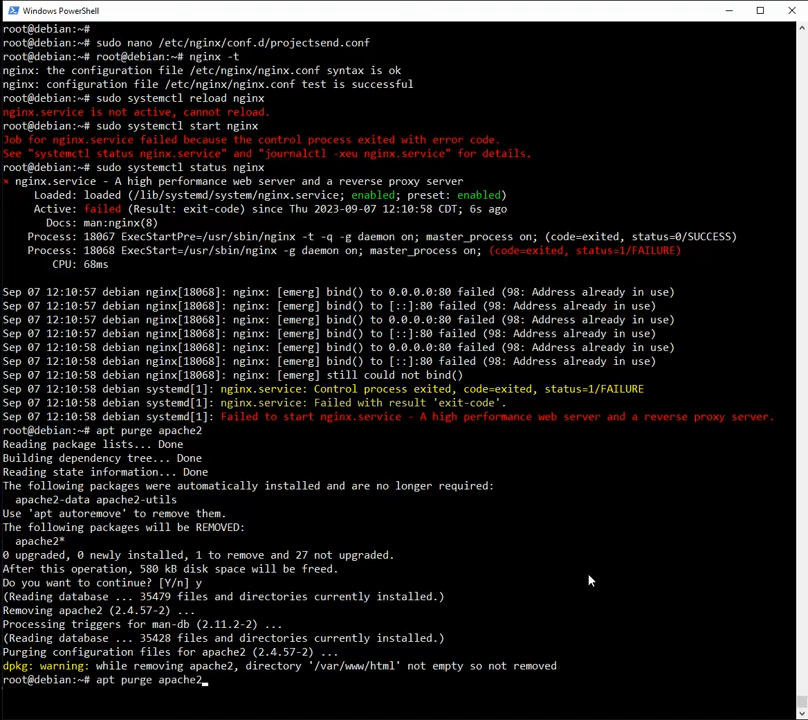 Windows PowerShell
root@debian:~#
root@debian:~# sudo nano /etc/nginx/conf.d/projectsend.conf
root@debian:~# root@debian:~# nginx -t
nginx: the configuration file /etc/nginx/nginx.conf syntax is ok
nginx: configuration file /etc/nginx/nginx.conf test is successful
root@debian:~# sudo systemctl reload nginx
nginx.service is not active, cannot reload.
root@debian:~# sudo systemctl start nginx
Job for nginx.service failed because the control process exited with error code.
See "systemctl status nginx.service" and "journalctl -xeu nginx.service" for details.
root@debian:~# sudo systemctl status nginx
× nginx.service - A high performance web server and a reverse proxy server
Loaded: loaded (/lib/systemd/system/nginx.service; enabled; preset: enabled)
Active: failed (Result: exit-code) since Thu 2023-09-07 12:10:58 CDT; 6s ago
Docs: man:nginx(8)
Process: 18067 ExecStartPre=/usr/sbin/nginx -t -q -g daemon on; master_process on; (code=exited, status=0/SUCCESS)
Process: 18068 ExecStart=/usr/sbin/nginx -g daemon on; master_process on; (code=exited, status=1/FAILURE)
CPU: 68ms
Sep 07 12:10:57 debian nginx[18068]: nginx: [emerg] bind() to 0.0.0.0:80 failed (98: Address already in use)
Sep 07 12:10:57 debian nginx[18068]: nginx: [emerg] bind() to [::]:80 failed (98: Address already in use)
Sep 07 12:10:58 debian nginx[18068]: nginx: [emerg] bind() to 0.0.0.0:80 failed (98: Address already in use)
Sep 07 12:10:58 debian nginx[18068]: nginx: [emerg] bind() to [::]:80 failed (98: Address already in use)
Sep 07 12:10:58 debian nginx[18068]: nginx: [emerg] bind() to 0.0.0.0:80 failed (98: Address already in use)
Sep 07 12:10:58 debian nginx[18068]: nginx: [emerg] bind() to [::]:80 failed (98: Address already in use)
Sep 07 12:10:58 debian nginx[18068]: nginx: [emerg] still could not bind()
Sep 07 12:10:58 debian systemd[1]: nginx.service: Control process exited, code=exited, status=1/FAILURE
Sep 07 12:10:58 debian systemd[1]: nginx.service: Failed with result 'exit-code'.
Sep 07 12:10:58 debian systemd[1]: Failed to start nginx.service - A high performance web server and a reverse proxy server.
root@debian:~# apt purge apache2
Reading package lists... Done
Building dependency tree... Done
Reading state information... Done
The following packages were automatically installed and are no longer required:
apache2-data apache2-utils
Use 'apt autoremove' to remove them.
The following packages will be REMOVED:
apache2*
0 upgraded, 0 newly installed, 1 to remove and 27 not upgraded.
After this operation, 580 kB disk space will be freed.
Do you want to continue? [Y/n] y
(Reading database ... 35479 files and directories currently installed.)
Removing apache2 (2.4.57-2) ...
Processing triggers for man-db (2.11.2-2) ...
(Reading database ... 35428 files and directories currently installed.)
Purging configuration files for apache2 (2.4.57-2) ...
dpkg: warning: while removing apache2, directory '/var/www/html' not empty so not removed
root@debian:~# apt purge apache2